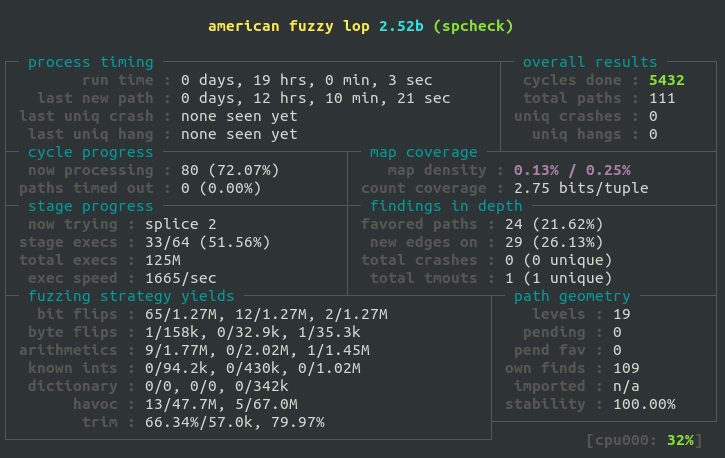 american fuzzy lop 2.52b (spcheck)
process timing overall results
run time : 0 days, 19 hrs, 0 min, 3 sec cycles done : 5432
last new path : 0 days, 12 hrs, 10 min, 21 sec total paths : 111
last uniq crash : none seen yet uniq crashes : 0
last uniq hang : none seen yet uniq hangs : 0
cycle progress map coverage
now processing : 80 (72.07%) map density : 0.13% / 0.25%
paths timed out : 0 (0.00%) count coverage : 2.75 bits/tuple
stage progress findings in depth
now trying : splice 2 favored paths : 24 (21.62%)
stage execs : 33/64 (51.56%) new edges on : 29 (26.13%)
total execs : 125M total crashes : 0 (0 unique)
exec speed : 1665/sec total tmouts : 1 (1 unique)
fuzzing strategy yields path geometry
bit flips : 65/1.27M, 12/1.27M, 2/1.27M levels : 19
byte flips : 1/158k, 0/32.9k, 1/35.3k pending : 0
arithmetics : 9/1.77M, 0/2.02M, 1/1.45M pend fav : 0
known ints : 0/94.2k, 0/430k, 0/1.02M own finds : 109
dictionary : 0/0, 0/0, 0/342k imported : n/a
havoc : 13/47.7M, 5/67.0M stability : 100.00%
trim : 66.34%/57.0k, 79.97%
[cpu000: 32%]